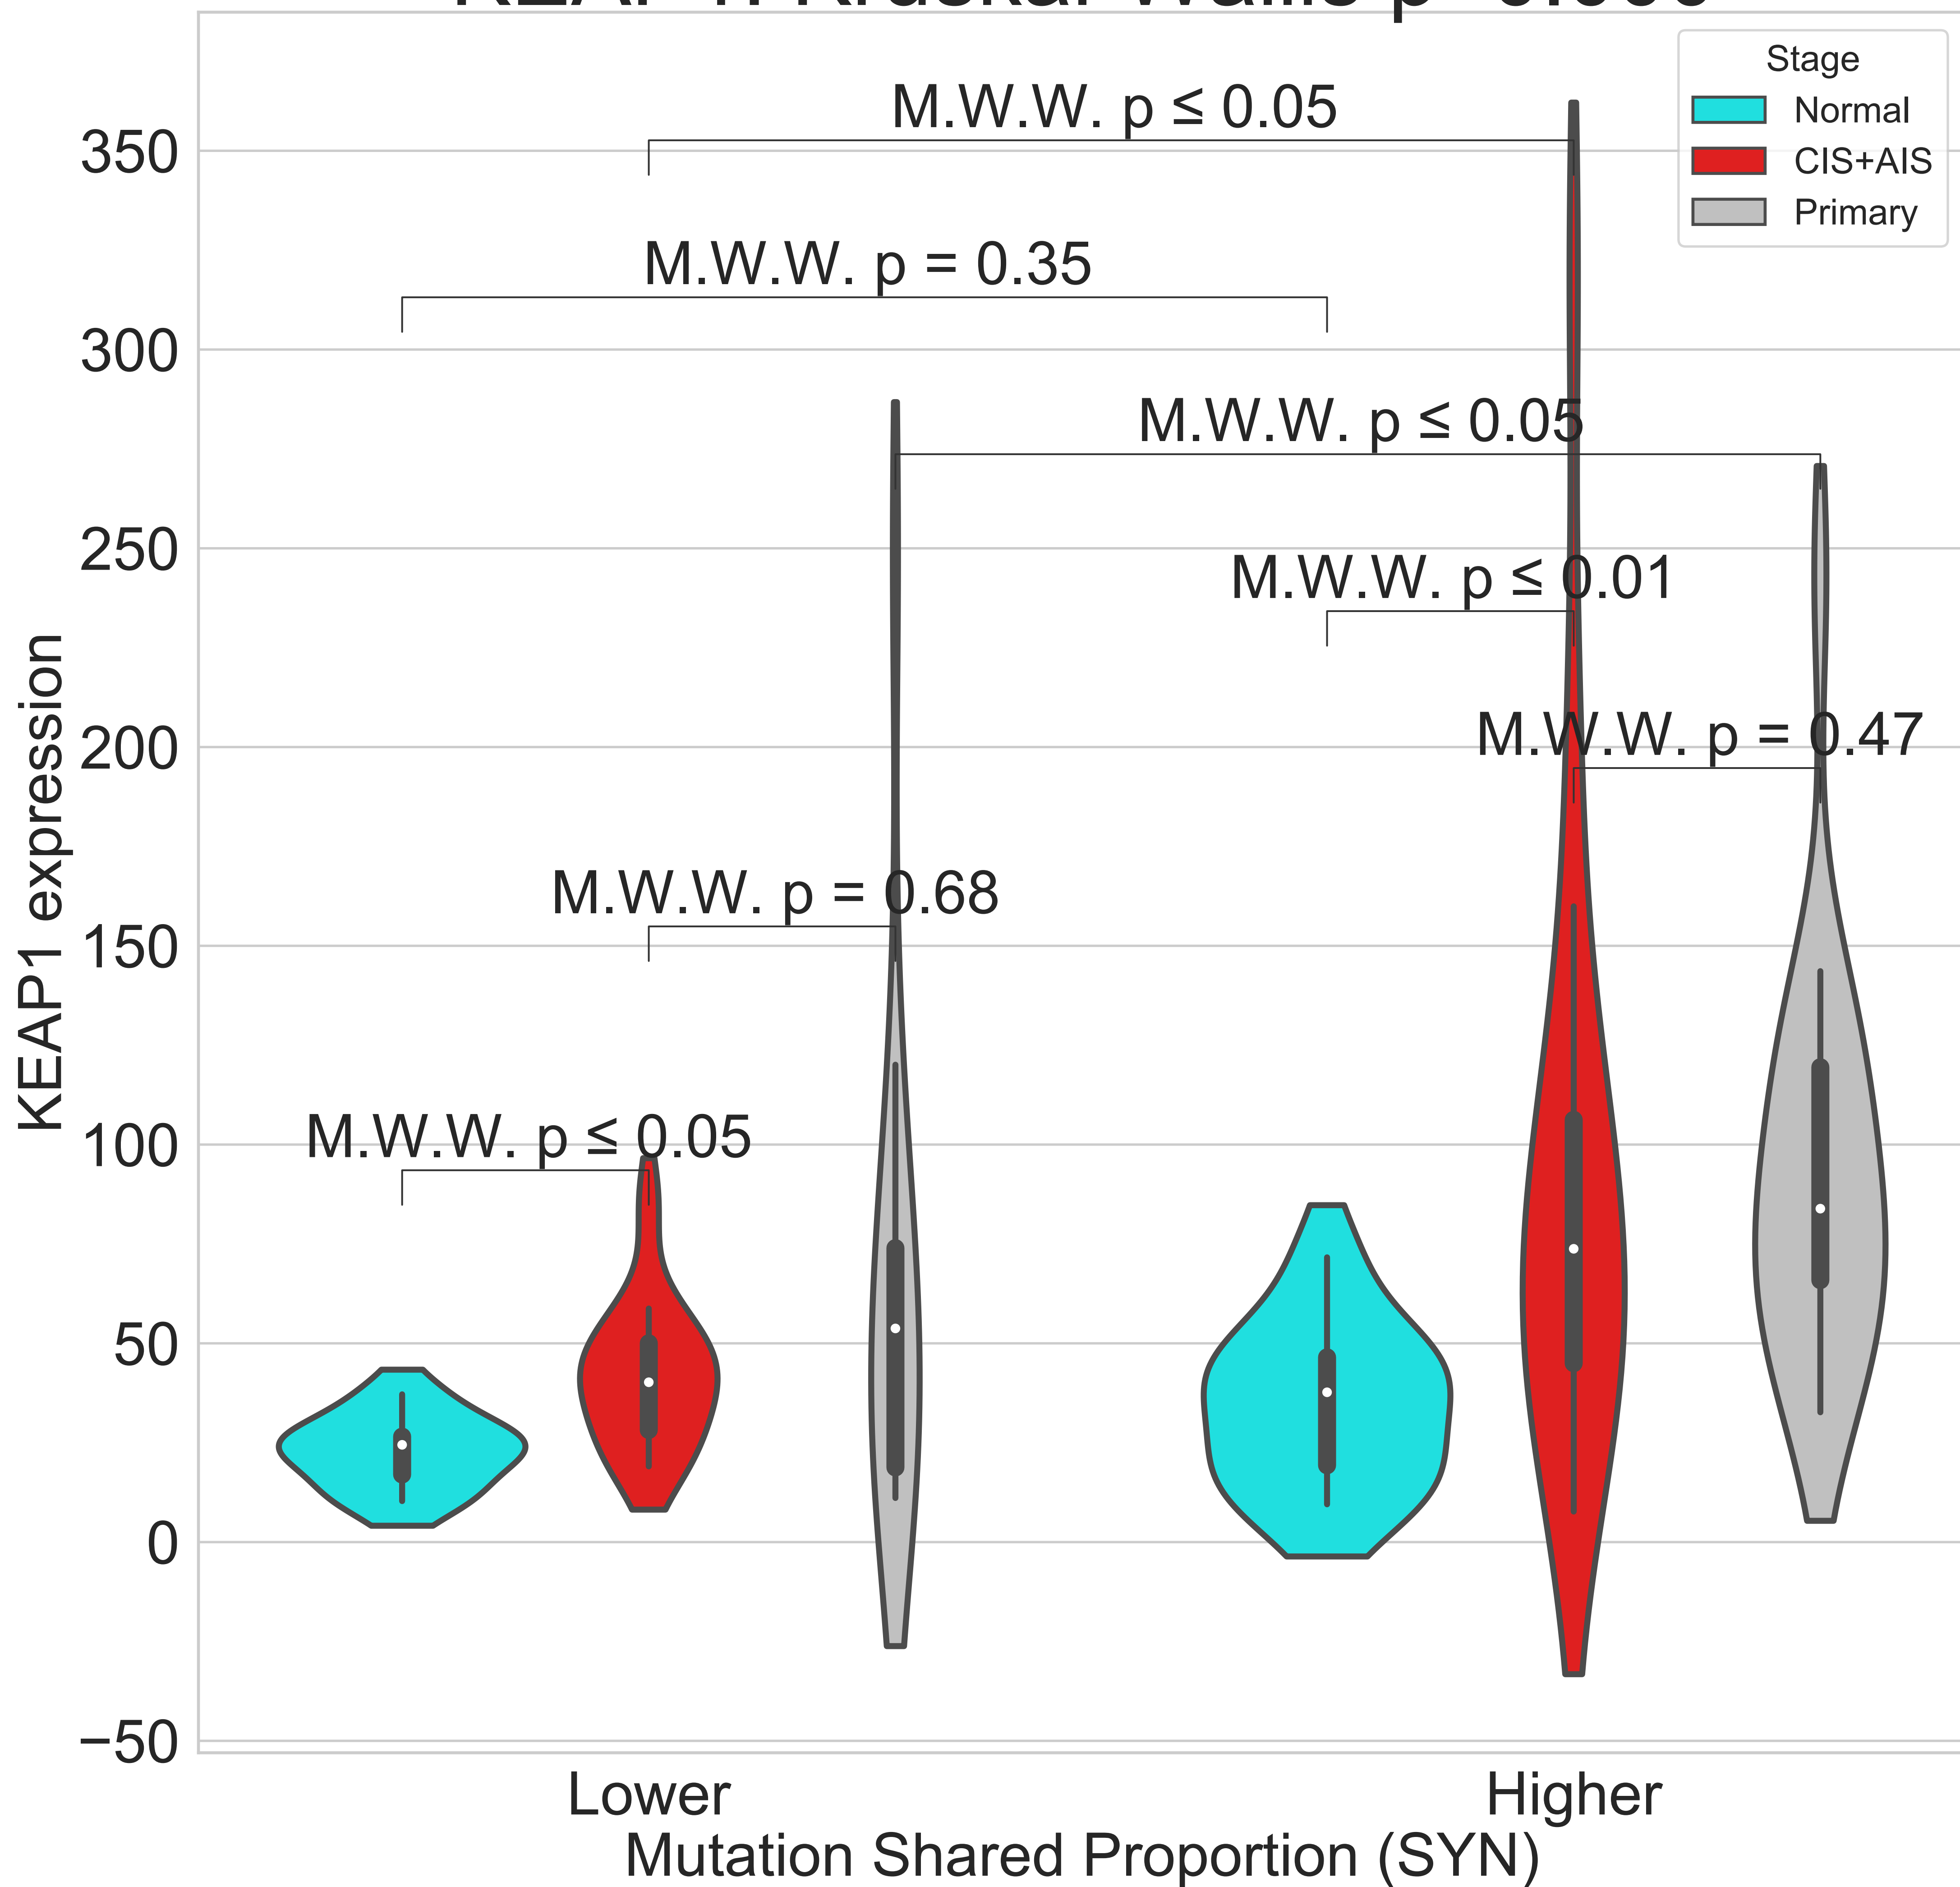 Stage
Normal
CIS+AIS
Primary
M.W.W. p ≤ 0.05
M.W.W. p = 0.35
M.W.W. p ≤ 0.05
M.W.W. p ≤ 0.01
M.W.W. p = 0.47
M.W.W. p = 0.68
M.W.W. p ≤ 0.05
350
300
250
200
150
100
50
0
−50
KEAP1 expression
Lower
Higher
Mutation Shared Proportion (SYN)